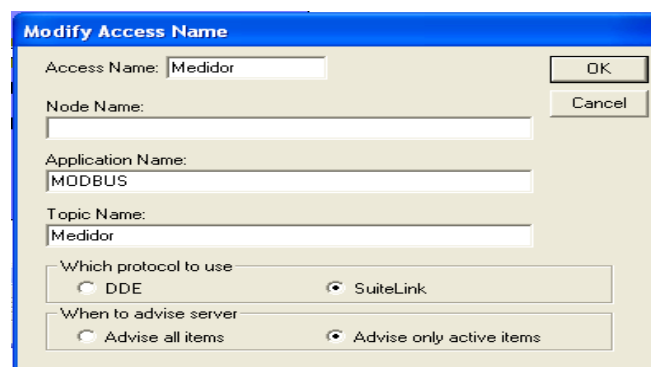 Modify Access Name
Access Name: Medidor
OK
Node Name:
Cancel
Application Name:
MODBUS
Topic Name:
Medidor
Which protocol to use
DDE SuiteLink
When to advise server
Advise all items Advise only active items